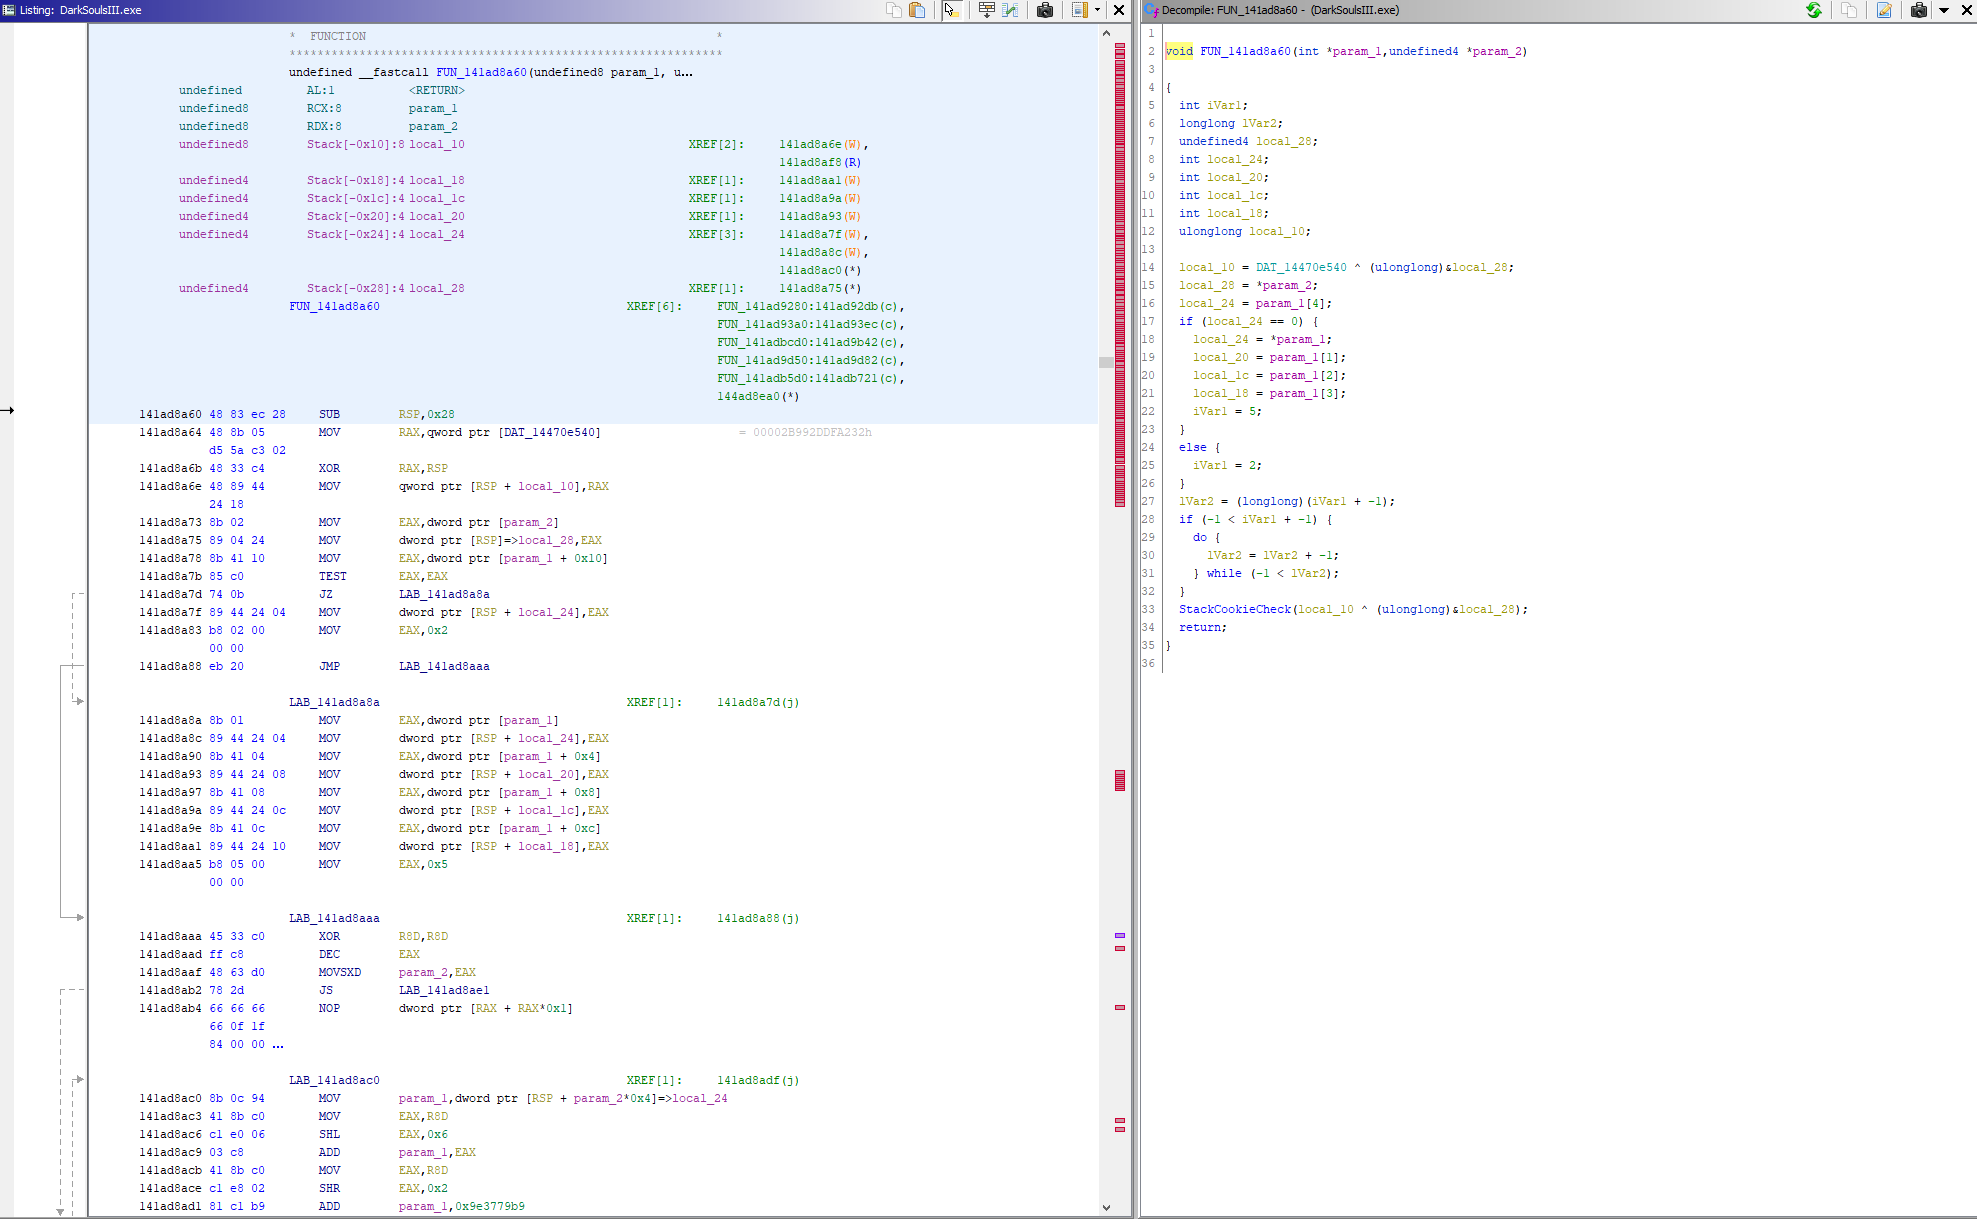 Listing: DarkSoulsIII.exe
* FUNCTION *
**************************************************************
undefined __fastcall FUN_141ad8a60(undefined8 param_1, u...
undefined AL:1 <RETURN>
undefined8 RCX:8 param_1
undefined8 RDX:8 param_2
undefined8 Stack[-0x10]:8 local_10 XREF[2]: 141ad8a6e(W),
141ad8af8(R)
undefined4 Stack[-0x18]:4 local_18 XREF[1]: 141ad8aa1(W)
undefined4 Stack[-0x1c]:4 local_1c XREF[1]: 141ad8a9a(W)
undefined4 Stack[-0x20]:4 local_20 XREF[1]: 141ad8a93(W)
undefined4 Stack[-0x24]:4 local_24 XREF[3]: 141ad8a7f(W),
141ad8a8c(W),
141ad8ac0(*)
undefined4 Stack[-0x28]:4 local_28 XREF[1]: 141ad8a75(*)
FUN_141ad8a60 XREF[6]: FUN_141ad9280:141ad92db(c),
FUN_141ad93a0:141ad93ec(c),
FUN_141adbcd0:141ad9b42(c),
FUN_141ad9d50:141ad9d82(c),
FUN_141adb5d0:141adb721(c),
144ad8ea0(*)
141ad8a60 48 83 ec 28 SUB RSP,0x28
141ad8a64 48 8b 05 MOV RAX,qword ptr [DAT_14470e540] = 00002B992DDFA232h
d5 5a c3 02
141ad8a6b 48 33 c4 XOR RAX,RSP
141ad8a6e 48 89 44 MOV qword ptr [RSP + local_10],RAX
24 18
141ad8a73 8b 02 MOV EAX,dword ptr [param_2]
141ad8a75 89 04 24 MOV dword ptr [RSP]=>local_28,EAX
141ad8a78 8b 41 10 MOV EAX,dword ptr [param_1 + 0x10]
141ad8a7b 85 c0 TEST EAX,EAX
141ad8a7d 74 0b JZ LAB_141ad8a8a
141ad8a7f 89 44 24 04 MOV dword ptr [RSP + local_24],EAX
141ad8a83 b8 02 00 MOV EAX,0x2
00 00
141ad8a88 eb 20 JMP LAB_141ad8aaa
LAB_141ad8a8a XREF[1]: 141ad8a7d(j)
141ad8a8a 8b 01 MOV EAX,dword ptr [param_1]
141ad8a8c 89 44 24 04 MOV dword ptr [RSP + local_24],EAX
141ad8a90 8b 41 04 MOV EAX,dword ptr [param_1 + 0x4]
141ad8a93 89 44 24 08 MOV dword ptr [RSP + local_20],EAX
141ad8a97 8b 41 08 MOV EAX,dword ptr [param_1 + 0x8]
141ad8a9a 89 44 24 0c MOV dword ptr [RSP + local_1c],EAX
141ad8a9e 8b 41 0c MOV EAX,dword ptr [param_1 + 0xc]
141ad8aa1 89 44 24 10 MOV dword ptr [RSP + local_18],EAX
141ad8aa5 b8 05 00 MOV EAX,0x5
00 00
LAB_141ad8aaa XREF[1]: 141ad8a88(j)
141ad8aaa 45 33 c0 XOR R8D,R8D
141ad8aad ff c8 DEC EAX
141ad8aaf 48 63 d0 MOVSXD param_2,EAX
141ad8ab2 78 2d JS LAB_141ad8ae1
141ad8ab4 66 66 66 NOP dword ptr [RAX + RAX*0x1]
66 0f 1f
84 00 00 ...
LAB_141ad8ac0 XREF[1]: 141ad8adf(j)
141ad8ac0 8b 0c 94 MOV param_1,dword ptr [RSP + param_2*0x4]=>local_24
141ad8ac3 41 8b c0 MOV EAX,R8D
141ad8ac6 c1 e0 06 SHL EAX,0x6
141ad8ac9 03 c8 ADD param_1,EAX
141ad8acb 41 8b c0 MOV EAX,R8D
141ad8ace c1 e8 02 SHR EAX,0x2
141ad8ad1 81 c1 b9 ADD param_1,0x9e3779b9
Decompile: FUN_141ad8a60 - (DarkSoulsIII.exe)
1
2 void FUN_141ad8a60(int *param_1,undefined4 *param_2)
3
4 {
5 int iVar1;
6 longlong lVar2;
7 undefined4 local_28;
8 int local_24;
9 int local_20;
10 int local_1c;
11 int local_18;
12 ulonglong local_10;
13
14 local_10 = DAT_14470e540 ^ (ulonglong)&local_28;
15 local_28 = *param_2;
16 local_24 = param_1[4];
17 if (local_24 == 0) {
18 local_24 = *param_1;
19 local_20 = param_1[1];
20 local_1c = param_1[2];
21 local_18 = param_1[3];
22 iVar1 = 5;
23 }
24 else {
25 iVar1 = 2;
26 }
27 lVar2 = (longlong)(iVar1 + -1);
28 if (-1 < iVar1 + -1) {
29 do {
30 lVar2 = lVar2 + -1;
31 } while (-1 < lVar2);
32 }
33 StackCookieCheck(local_10 ^ (ulonglong)&local_28);
34 return;
35 }
36